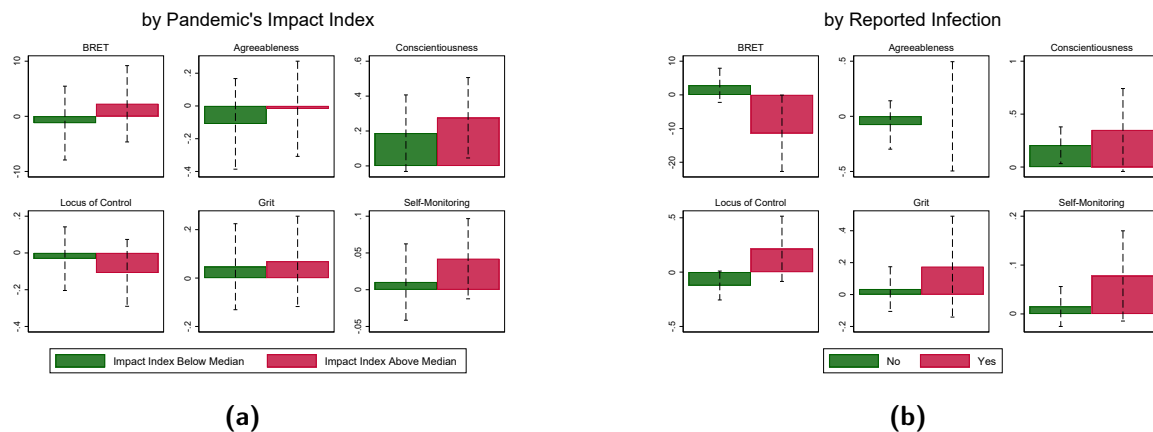 by Pandemic's Impact Index
BRET
Agreeableness
Conscientiousness
10
0
-10
.2
0
-.2
-.4
.6
.4
.2
0
Locus of Control
Grit
Self-Monitoring
.2
0
-.2
-.4
.4
.2
0
-.2
.1
.05
0
-.05
Impact Index Below Median
Impact Index Above Median
(a)
by Reported Infection
BRET
Agreeableness
Conscientiousness
10
0
-10
-20
.5
0
-.5
1
.5
0
Locus of Control
Grit
Self-Monitoring
.5
0
-.5
.4
.2
0
-.2
.2
.1
0
No
Yes
(b)